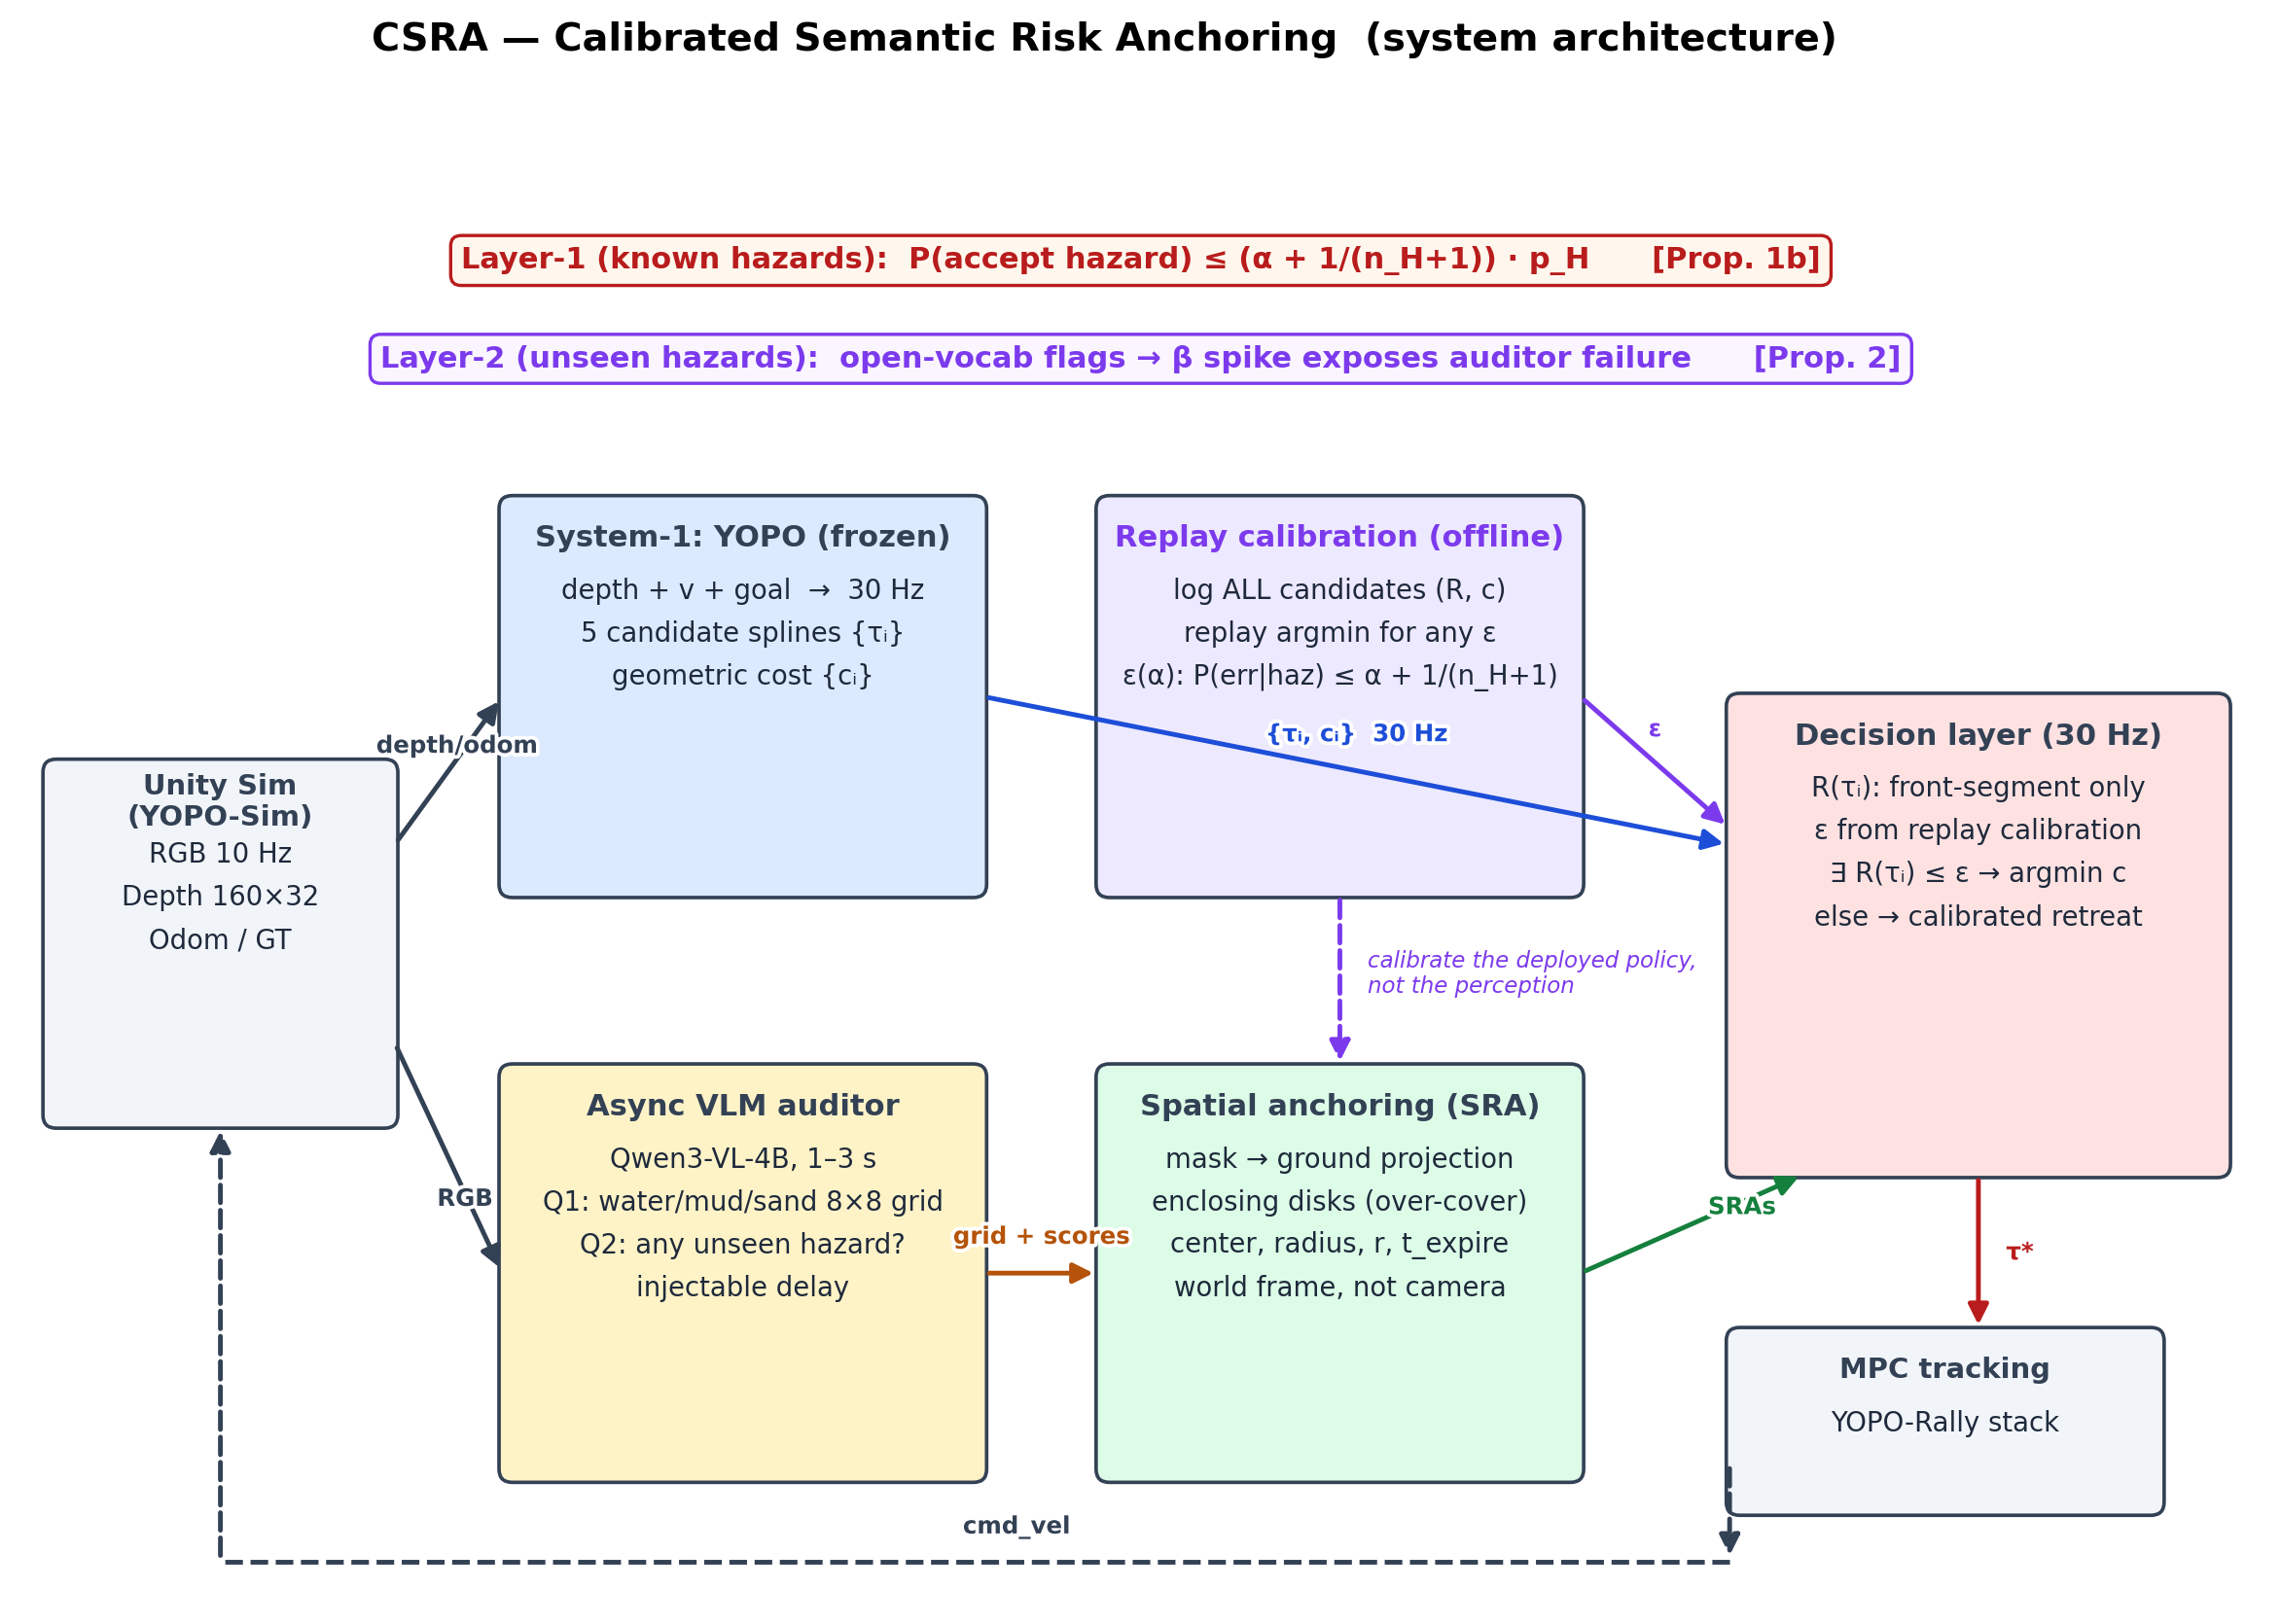 CSRA — Calibrated Semantic Risk Anchoring (system architecture)
Layer-1 (known hazards): P(accept hazard) ≤ (α + 1/(n_H+1)) · p_H [Prop. 1b]
Layer-2 (unseen hazards): open-vocab flags → β spike exposes auditor failure [Prop. 2]
Unity Sim
(YOPO-Sim)
RGB 10 Hz
Depth 160×32
Odom / GT
depth/odom
RGB
System-1: YOPO (frozen)
depth + v + goal → 30 Hz
5 candidate splines {τᵢ}
geometric cost {cᵢ}
Replay calibration (offline)
log ALL candidates (R, c)
replay argmin for any ε
ε(α): P(err|haz) ≤ α + 1/(n_H+1)
{τᵢ, cᵢ} 30 Hz
ε
Decision layer (30 Hz)
R(τᵢ): front-segment only
ε from replay calibration
∃ R(τᵢ) ≤ ε → argmin c
else → calibrated retreat
calibrate the deployed policy,
not the perception
Async VLM auditor
Qwen3-VL-4B, 1–3 s
Q1: water/mud/sand 8×8 grid
Q2: any unseen hazard?
injectable delay
grid + scores
Spatial anchoring (SRA)
mask → ground projection
enclosing disks (over-cover)
center, radius, r, t_expire
world frame, not camera
SRAs
τ*
MPC tracking
YOPO-Rally stack
cmd_vel